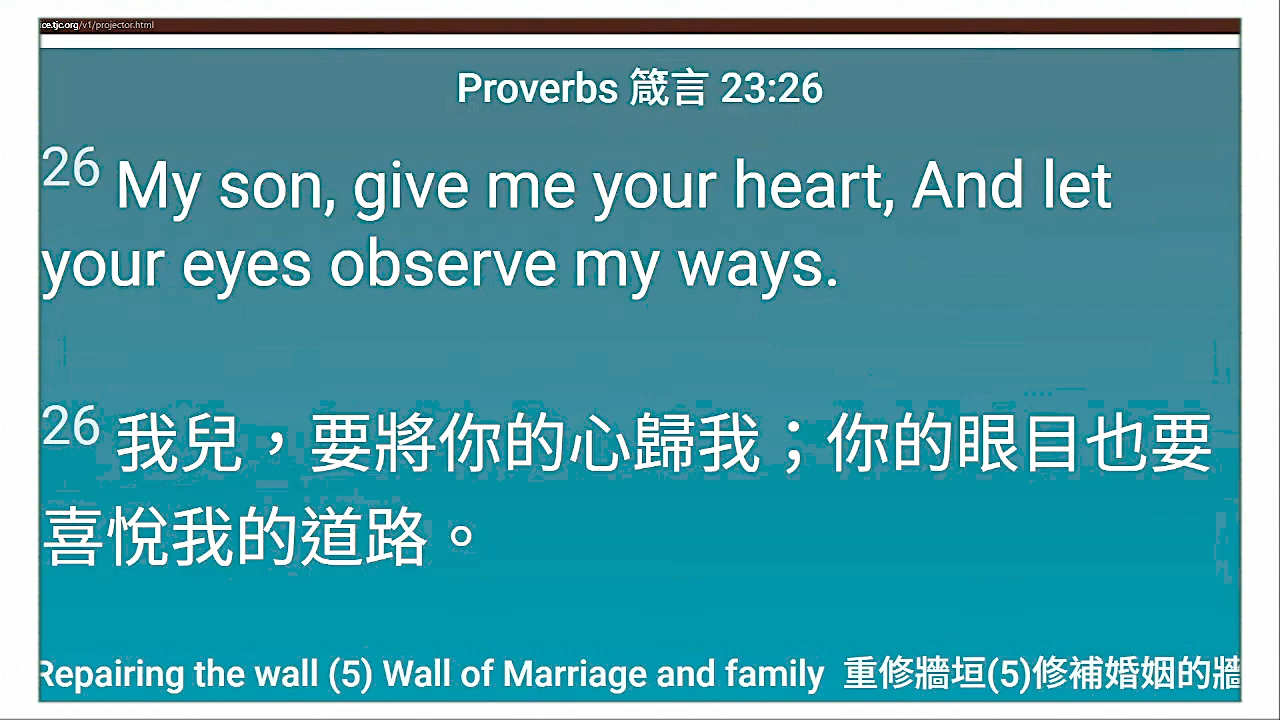 ice.tjc.org/v1/projector.html
Proverbs 箴言 23:26
26 My son, give me your heart, And let
your eyes observe my ways.
26 我兒，要將你的心歸我；你的眼目也要
喜悅我的道路。
Repairing the wall (5) Wall of Marriage and family 重修牆垣(5)修補婚姻的牆